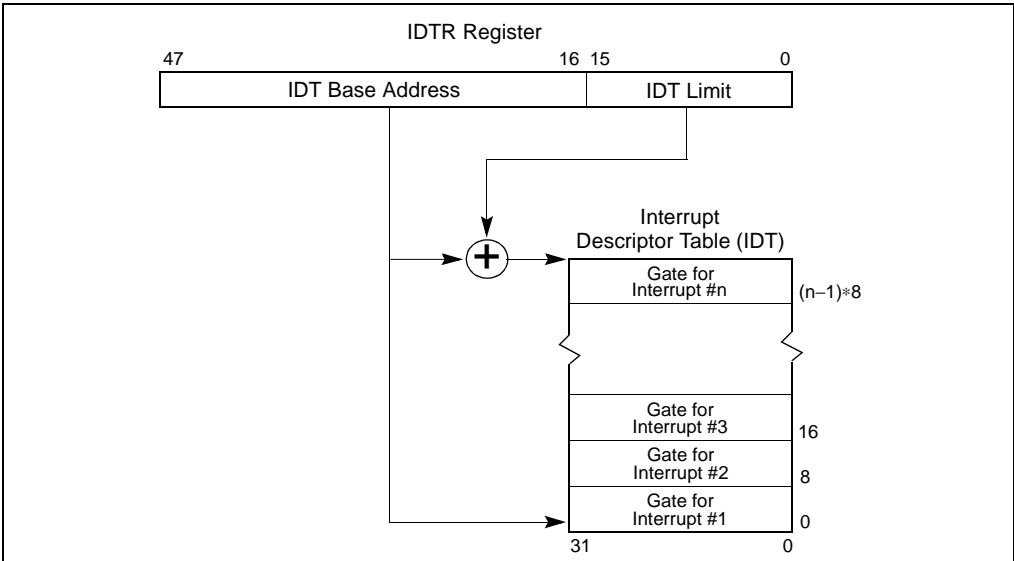 IDTR Register
47 16 15 0
IDT Base Address IDT Limit
+
Interrupt
Descriptor Table (IDT)
Gate for
Interrupt #n
(n−1)∗8
Gate for
Interrupt #3
16
Gate for
Interrupt #2
8
Gate for
Interrupt #1
0
31 0